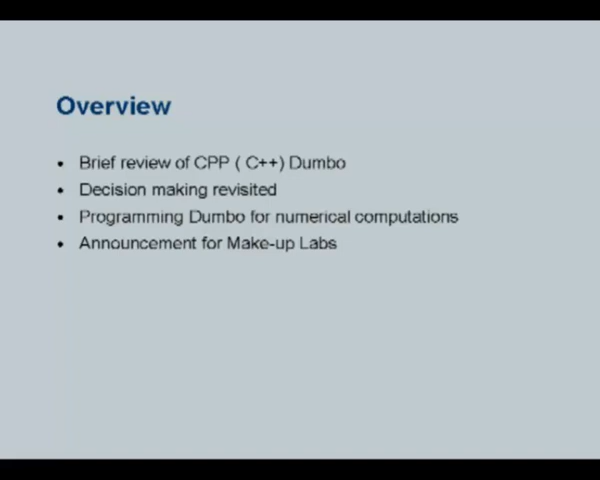 Overview
• Brief review of CPP ( C++) Dumbo
• Decision making revisited
• Programming Dumbo for numerical computations
• Announcement for Make-up Labs